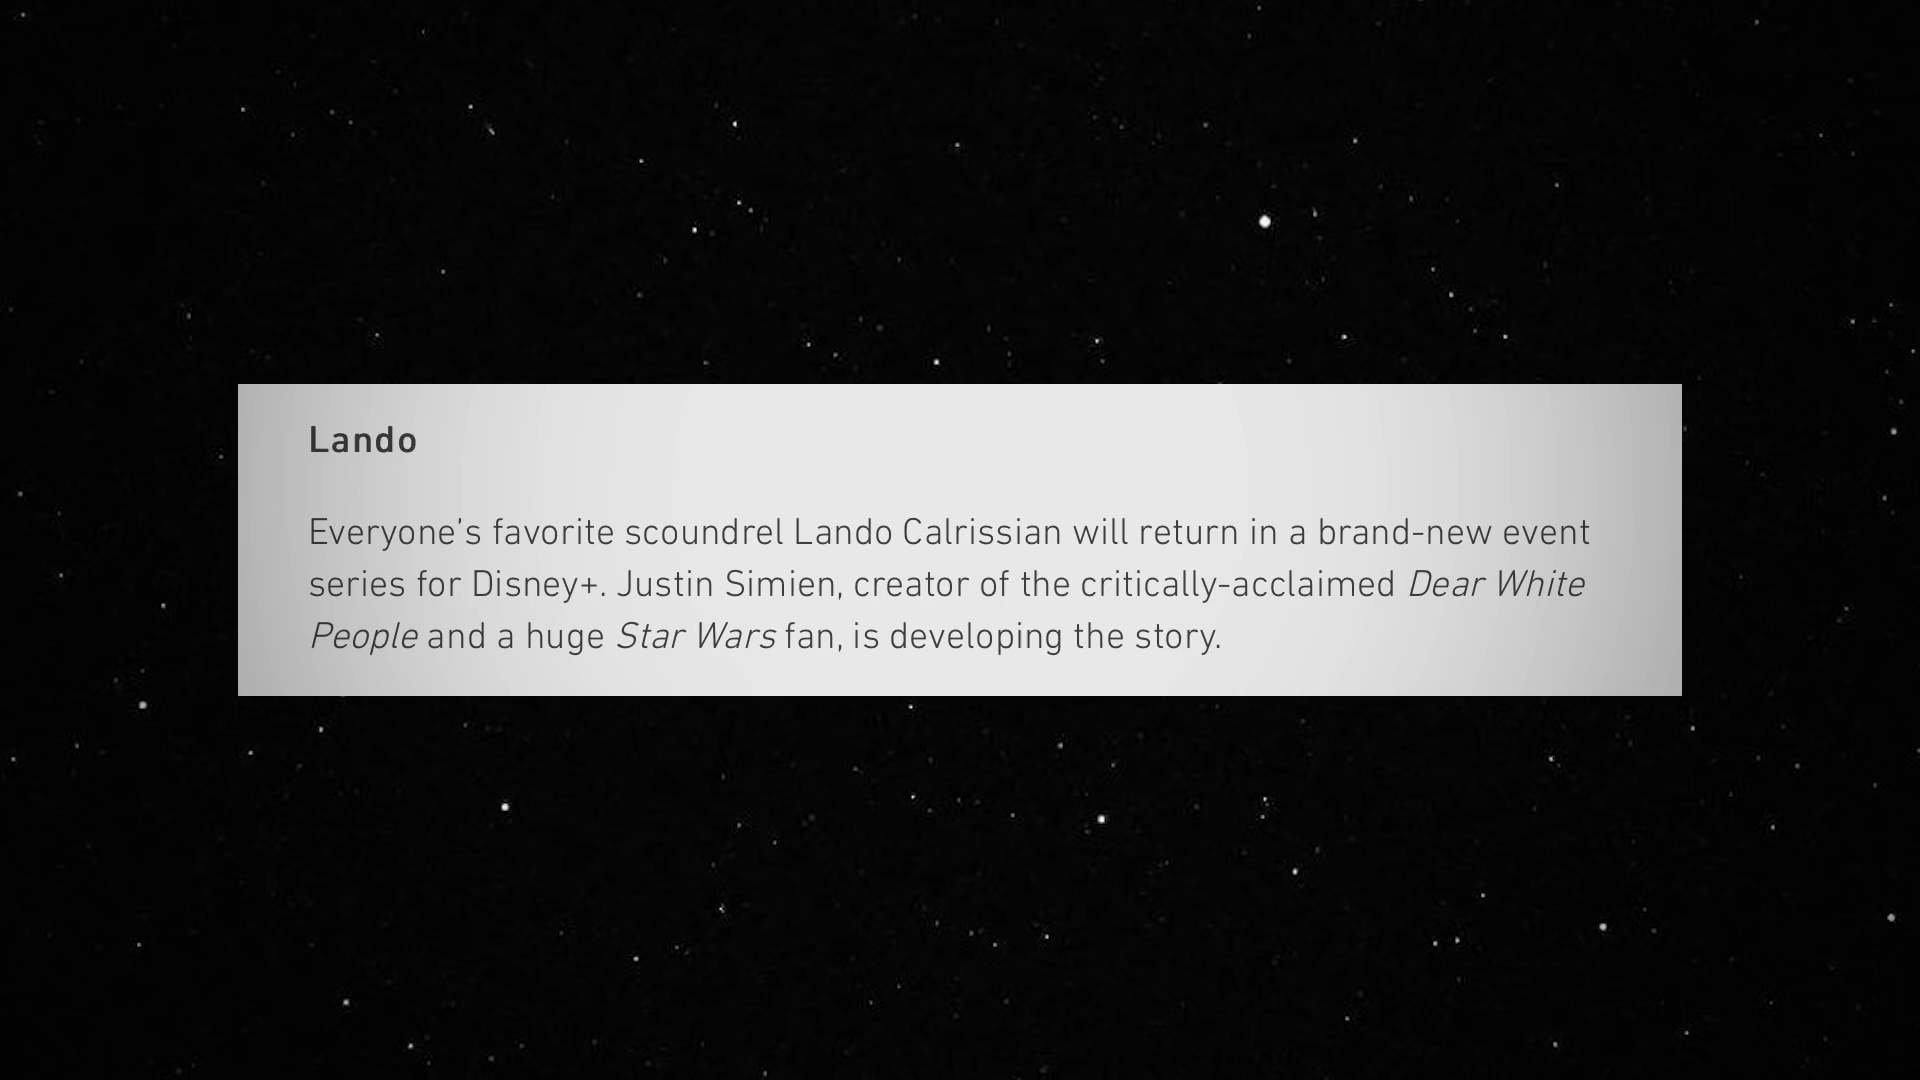 Lando
Everyone’s favorite scoundrel Lando Calrissian will return in a brand-new event
series for Disney+. Justin Simien, creator of the critically-acclaimed Dear White
People and a huge Star Wars fan, is developing the story.